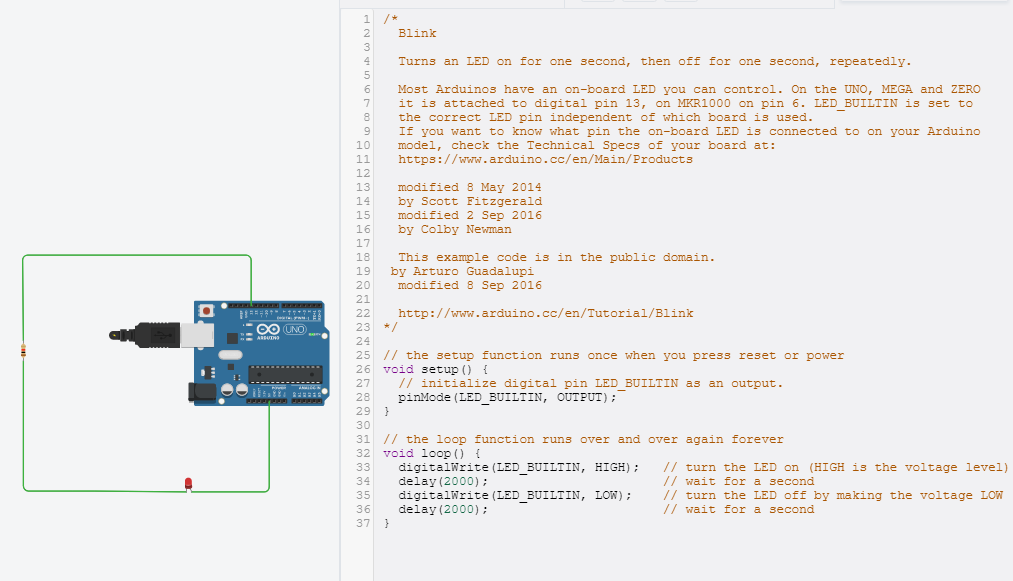 1 /*
2 Blink
3
4 Turns an LED on for one second, then off for one second, repeatedly.
5
6 Most Arduinos have an on-board LED you can control. On the UNO, MEGA and ZERO
7 it is attached to digital pin 13, on MKR1000 on pin 6. LED_BUILTIN is set to
8 the correct LED pin independent of which board is used.
9 If you want to know what pin the on-board LED is connected to on your Arduino
10 model, check the Technical Specs of your board at:
11 https://www.arduino.cc/en/Main/Products
12
13 modified 8 May 2014
14 by Scott Fitzgerald
15 modified 2 Sep 2016
16 by Colby Newman
17
18 This example code is in the public domain.
19 by Arturo Guadalupi
20 modified 8 Sep 2016
21
22 http://www.arduino.cc/en/Tutorial/Blink
23 */
24
25 // the setup function runs once when you press reset or power
26 void setup() {
27 // initialize digital pin LED_BUILTIN as an output.
28 pinMode(LED_BUILTIN, OUTPUT);
29 }
30
31 // the loop function runs over and over again forever
32 void loop() {
33 digitalWrite(LED_BUILTIN, HIGH); // turn the LED on (HIGH is the voltage level)
34 delay(2000); // wait for a second
35 digitalWrite(LED_BUILTIN, LOW); // turn the LED off by making the voltage LOW
36 delay(2000); // wait for a second
37 }
UNO
ARDUINO
POWER